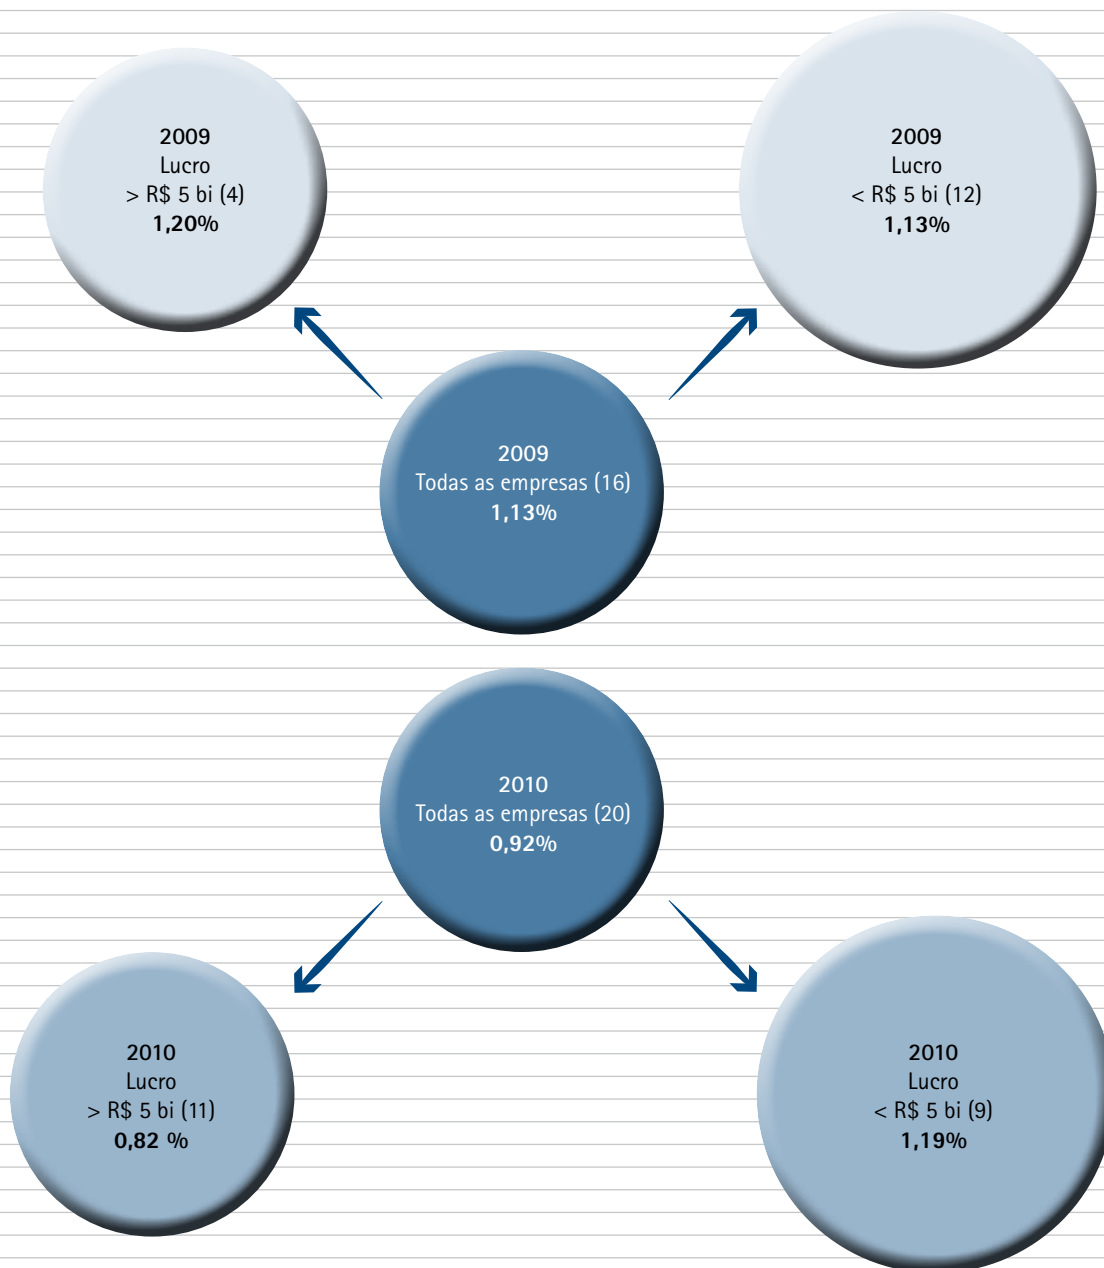 2009
Lucro
> R$ 5 bi (4)
1,20%
2009
Lucro
< R$ 5 bi (12)
1,13%
2009
Todas as empresas (16)
1,13%
2010
Todas as empresas (20)
0,92%
2010
Lucro
> R$ 5 bi (11)
0,82 %
2010
Lucro
< R$ 5 bi (9)
1,19%